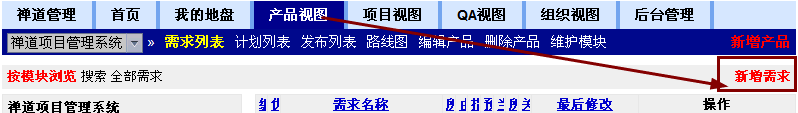 禅道管理 首页 我的地盘 产品视图 项目视图 QA视图 组织视图 后台管理
禅道项目管理系统 » 需求列表 计划列表 发布列表 路线图 编辑产品 删除产品 维护模块 新增产品
按模块浏览 搜索 全部需求 新增需求
禅道项目管理系统 需求名称 最后修改 操作